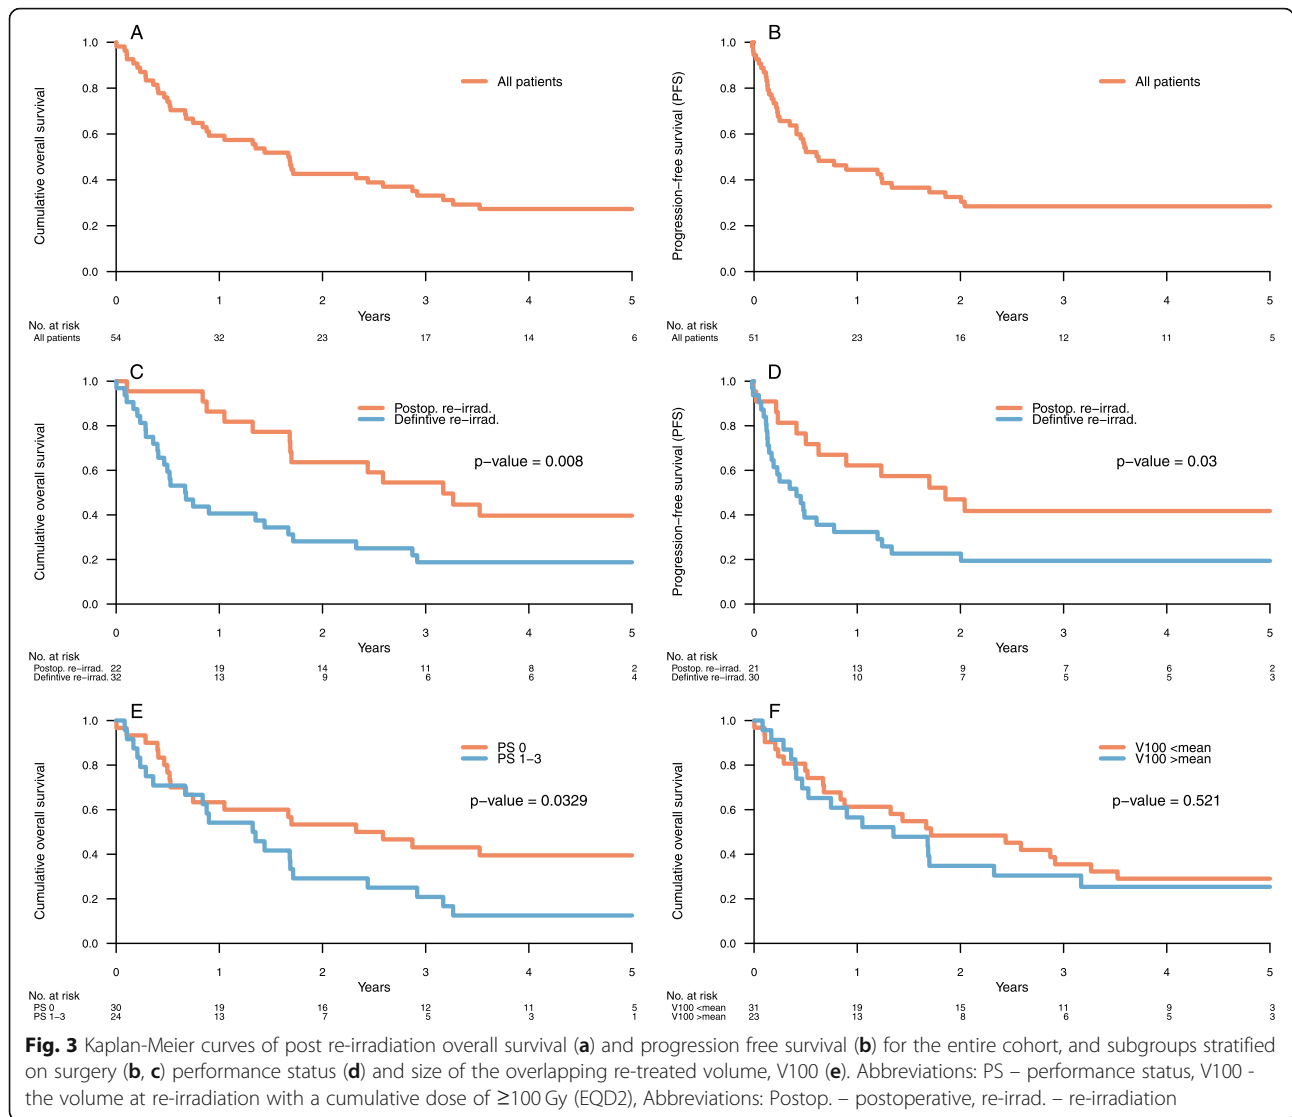 A
1.0
0.8
0.6
0.4
0.2
0.0
Cumulative overall survival
All patients
0 1 2 3 4 5
Years
No. at risk
All patients 54 32 23 17 14 6
B
1.0
0.8
0.6
0.4
0.2
0.0
Progression−free survival (PFS)
All patients
0 1 2 3 4 5
Years
No. at risk
All patients 51 23 16 12 11 5
C
1.0
0.8
0.6
0.4
0.2
0.0
Cumulative overall survival
Postop. re−irrad.
Defintive re−irrad.
p−value = 0.008
0 1 2 3 4 5
Years
No. at risk
Postop. re−irrad. 22 19 14 11 8 2
Defintive re−irrad. 32 13 9 6 6 4
D
1.0
0.8
0.6
0.4
0.2
0.0
Progression−free survival (PFS)
Postop. re−irrad.
Defintive re−irrad.
p−value = 0.03
0 1 2 3 4 5
Years
No. at risk
Postop. re−irrad. 21 13 9 7 6 2
Defintive re−irrad. 30 10 7 5 5 3
E
1.0
0.8
0.6
0.4
0.2
0.0
Cumulative overall survival
PS 0
PS 1−3
p−value = 0.0329
0 1 2 3 4 5
Years
No. at risk
PS 0 30 19 16 12 11 5
PS 1−3 24 13 7 5 3 1
F
1.0
0.8
0.6
0.4
0.2
0.0
Cumulative overall survival
V100 <mean
V100 >mean
p−value = 0.521
0 1 2 3 4 5
Years
No. at risk
V100 <mean 31 19 15 11 9 3
V100 >mean 23 13 8 6 5 3
Fig. 3 Kaplan-Meier curves of post re-irradiation overall survival (a) and progression free survival (b) for the entire cohort, and subgroups stratified
on surgery (b, c) performance status (d) and size of the overlapping re-treated volume, V100 (e). Abbreviations: PS – performance status, V100 -
the volume at re-irradiation with a cumulative dose of ≥100 Gy (EQD2), Abbreviations: Postop. – postoperative, re-irrad. – re-irradiation